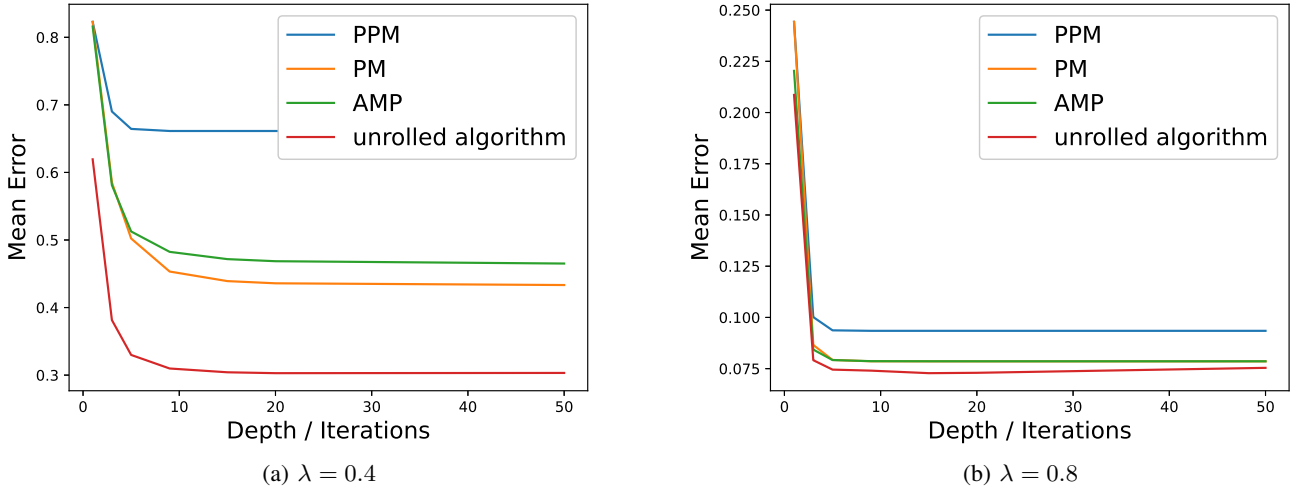 0.8
0.7
0.6
0.5
0.4
0.3
Mean Error
PPM
PM
AMP
unrolled algorithm
0 10 20 30 40 50
Depth / Iterations
(a) λ = 0.4
0.250
0.225
0.200
0.175
0.150
0.125
0.100
0.075
Mean Error
PPM
PM
AMP
unrolled algorithm
0 10 20 30 40 50
Depth / Iterations
(b) λ = 0.8